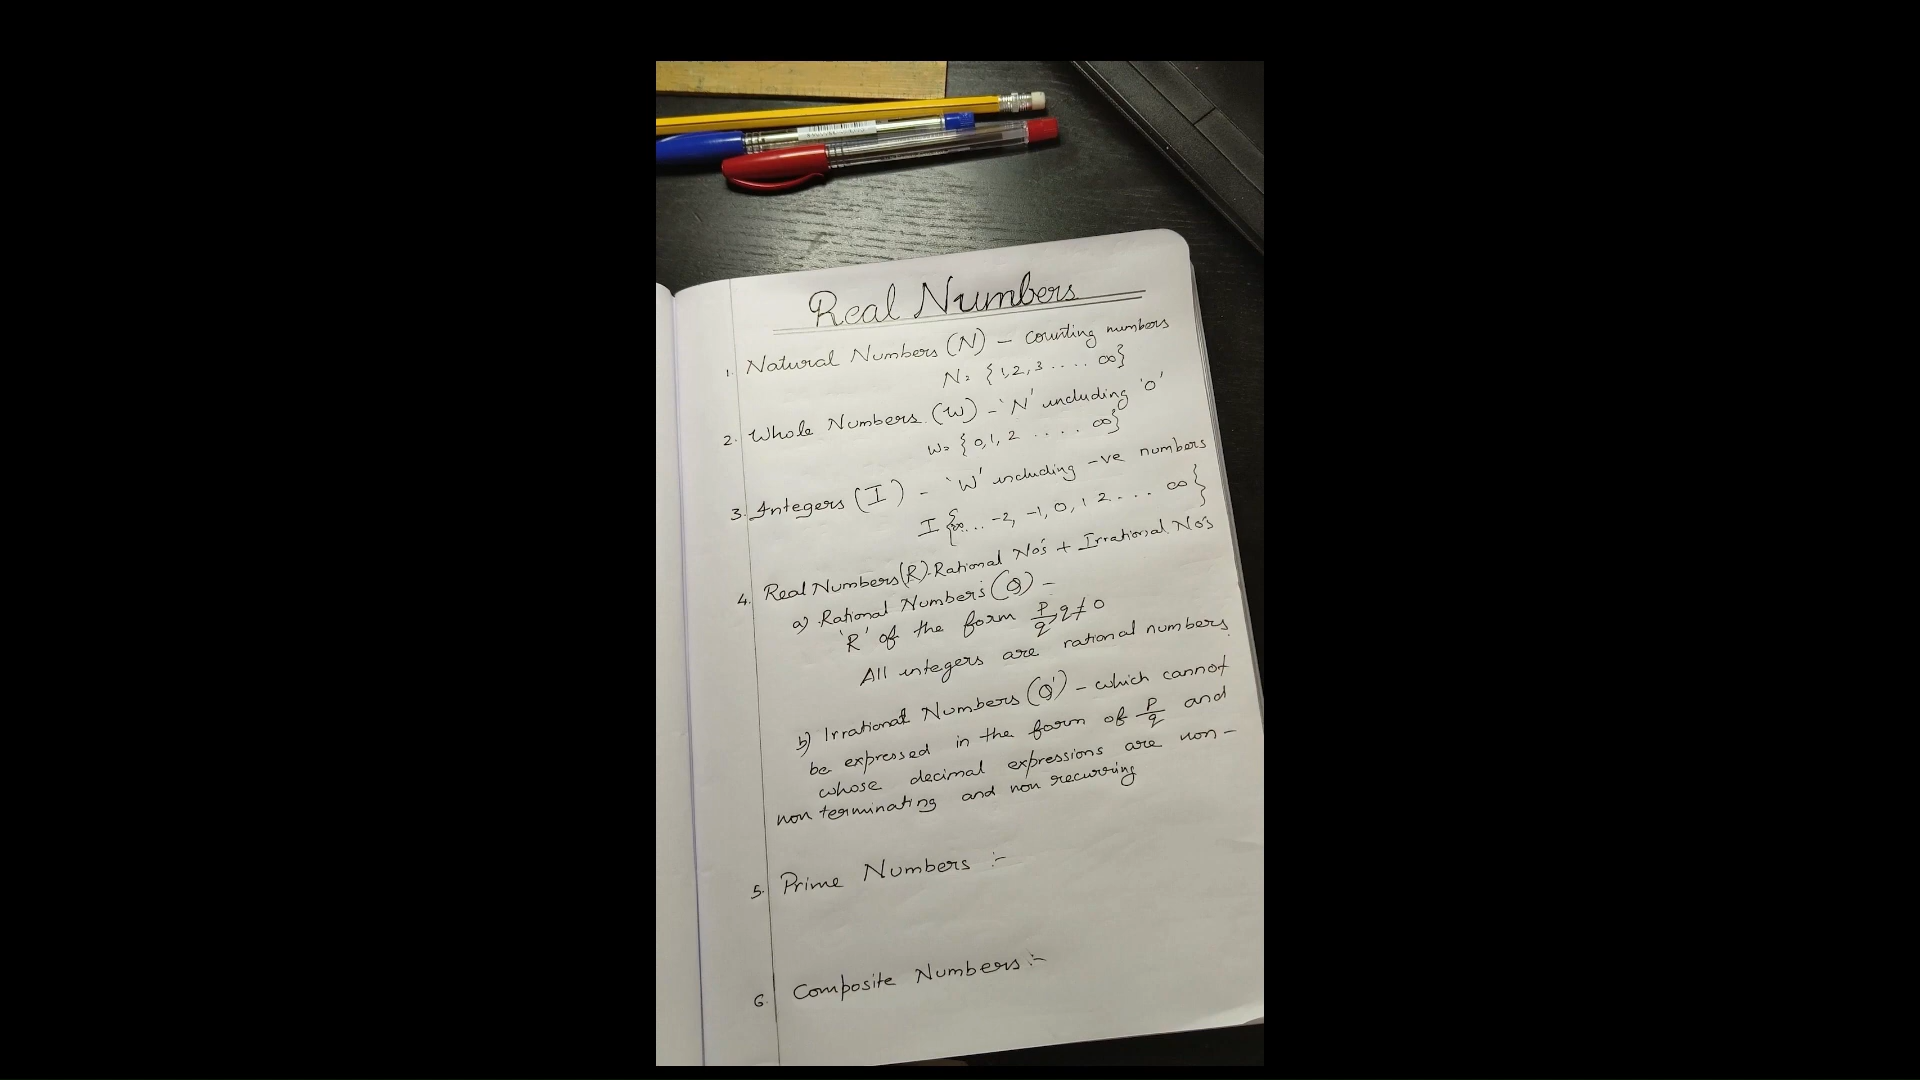 Real Numbers
1. Natural Numbers (N) - Counting numbers
N = {1,2,3 .... ∞}
2. Whole Numbers (W) - 'N' including '0'
W = {0,1,2 .... ∞}
3. Integers (I) - 'W' including -ve numbers
I {∞... -2, -1, 0, 1 2.... ∞}
4. Real Numbers (R). Rational No's + Irrational No's
a) Rational Numbers (Q) -
'R' of the form p/q, q ≠ 0
All integers are rational numbers.
b) Irrational Numbers (Q') - which cannot
be expressed in the form of p/q and
whose decimal expressions are non-
non terminating and non recurring
5. Prime Numbers :-
6. Composite Numbers :-